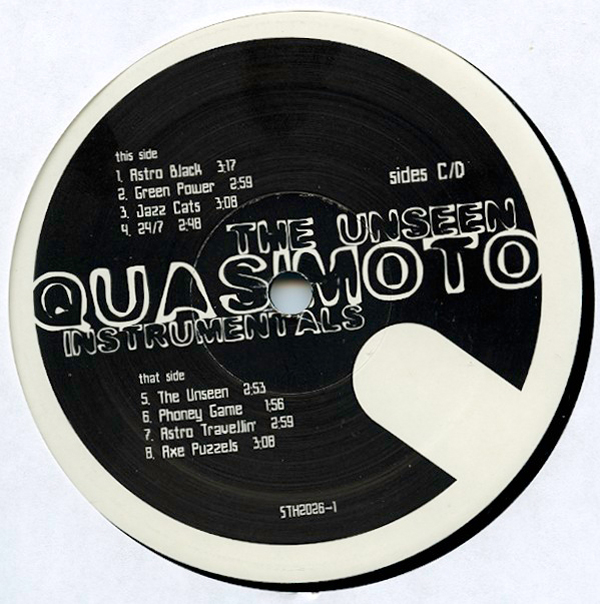 this side
1. Astro Black 3:17
2. Green Power 2:59
3. Jazz Cats 3:08
4. 24/7 2:48
sides C/D
THE UNSEEN
QUASIMOTO
INSTRUMENTALS
that side
5. The Unseen 2:53
6. Phoney Game 1:56
7. Astro Travellin' 2:59
8. Axe Puzzels 3:08
STH2026-1